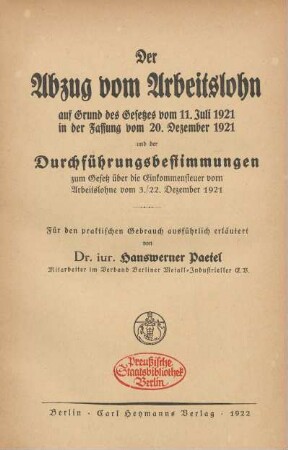 Der
Abzug vom Arbeitslohn
auf Grund des Gesetzes vom 11. Juli 1921
in der Fassung vom 20. Dezember 1921
und der
Durchführungsbestimmungen
zum Gesetz über die Einkommensteuer vom
Arbeitslohne vom 3./22. Dezember 1921
Für den praktischen Gebrauch ausführlich erläutert
von
Dr. iur. Hanswerner Paetel
Mitarbeiter im Verband Berliner Metall-Industrieller E.V.
Preußische
Staatsbibliothek
Berlin
Berlin - Carl Heymanns Verlag - 1922